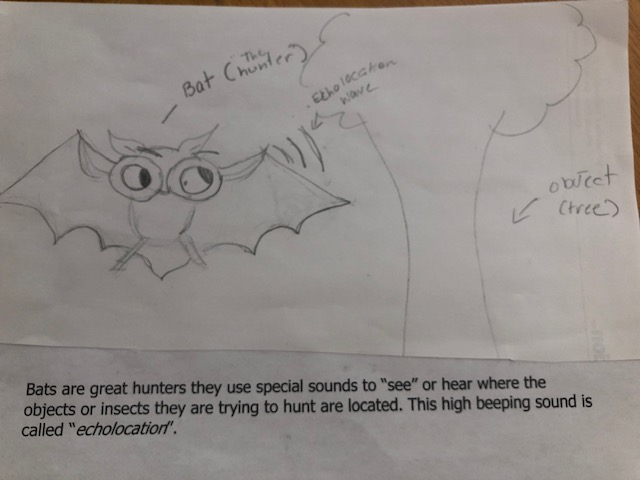 Bat (The hunter)
Echolocation
wave
object
(tree)
Bats are great hunters they use special sounds to “see” or hear where the
objects or insects they are trying to hunt are located. This high beeping sound is
called “echolocation”.